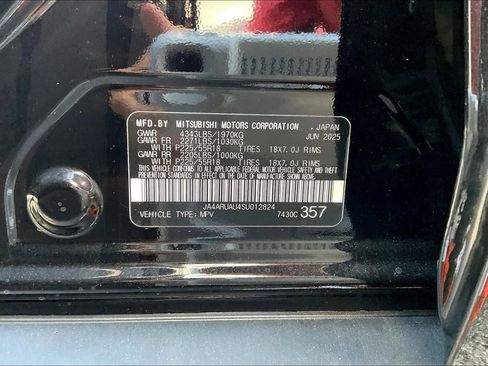 MFD.BY MITSUBISHI MOTORS CORPORATION , JAPAN
GVWR 4343LBS/1970KG JUN 2025
GAWR FR 2271LBS/1030KG
WITH P225/55R18 TIRES 18X7.0J RIMS
GAWR RR 2205LBS/1000KG
WITH P225/55R18 TIRES 18X7.0J RIMS
THIS VEHICLE CONFORMS TO ALL APPLICABLE FEDERAL MOTOR
VEHICLE SAFETY AND THEFT PREVENTION STANDARDS IN EFFECT
ON THE DATE OF MANUFACTURE SHOWN ABOVE.
JA4ARUAU4SU012824
VEHICLE TYPE: MPV 7430C 357